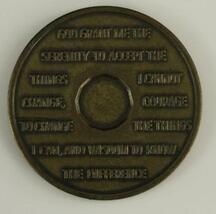 GOD GRANT ME THE
SERENITY TO ACCEPT THE
THINGS I CANNOT
CHANGE, COURAGE
TO CHANGE THE THINGS
I CAN, AND WISDOM TO KNOW
THE DIFFERENCE